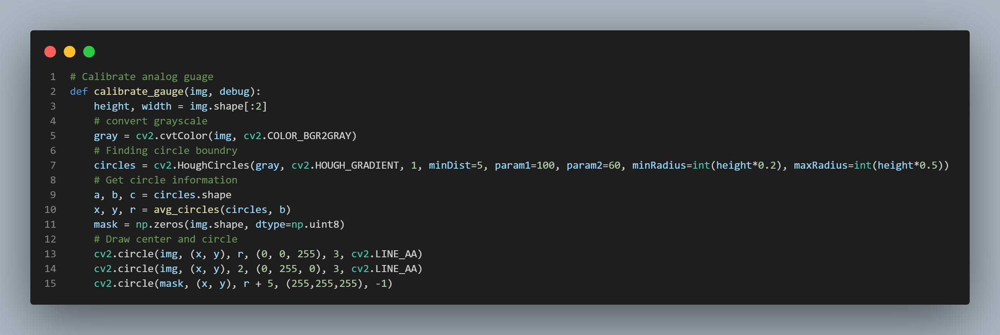 1 # Calibrate analog guage
2 def calibrate_gauge(img, debug):
3     height, width = img.shape[:2]
4     # convert grayscale
5     gray = cv2.cvtColor(img, cv2.COLOR_BGR2GRAY)
6     # Finding circle boundry
7     circles = cv2.HoughCircles(gray, cv2.HOUGH_GRADIENT, 1, minDist=5, param1=100, param2=60, minRadius=int(height*0.2), maxRadius=int(height*0.5))
8     # Get circle information
9     a, b, c = circles.shape
10     x, y, r = avg_circles(circles, b)
11     mask = np.zeros(img.shape, dtype=np.uint8)
12     # Draw center and circle
13     cv2.circle(img, (x, y), r, (0, 0, 255), 3, cv2.LINE_AA)
14     cv2.circle(img, (x, y), 2, (0, 255, 0), 3, cv2.LINE_AA)
15     cv2.circle(mask, (x, y), r + 5, (255,255,255), -1)